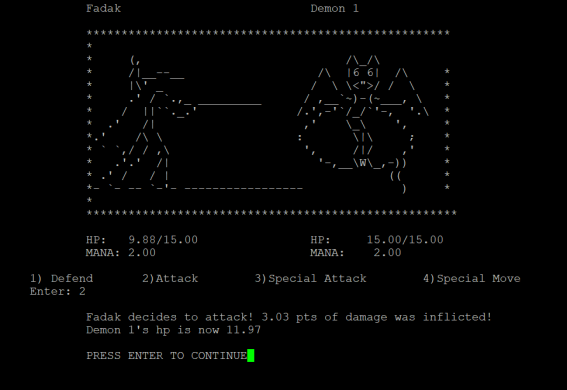 Fadak Demon 1
|6 6|
HP: 9.88/15.00 HP: 15.00/15.00
MANA: 2.00 MANA: 2.00
1) Defend 2)Attack 3)Special Attack 4)Special Move
Enter: 2
Fadak decides to attack! 3.03 pts of damage was inflicted!
Demon 1's hp is now 11.97
PRESS ENTER TO CONTINUE